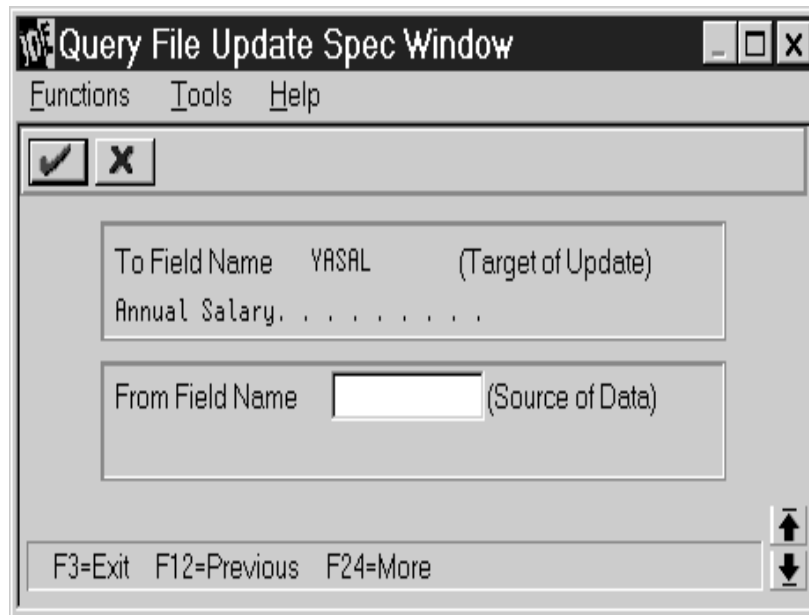 Query File Update Spec Window
Functions Tools Help
To Field Name YASAL (Target of Update)
Annual Salary. . . . . . . . .
From Field Name (Source of Data)
F3=Exit F12=Previous F24=More